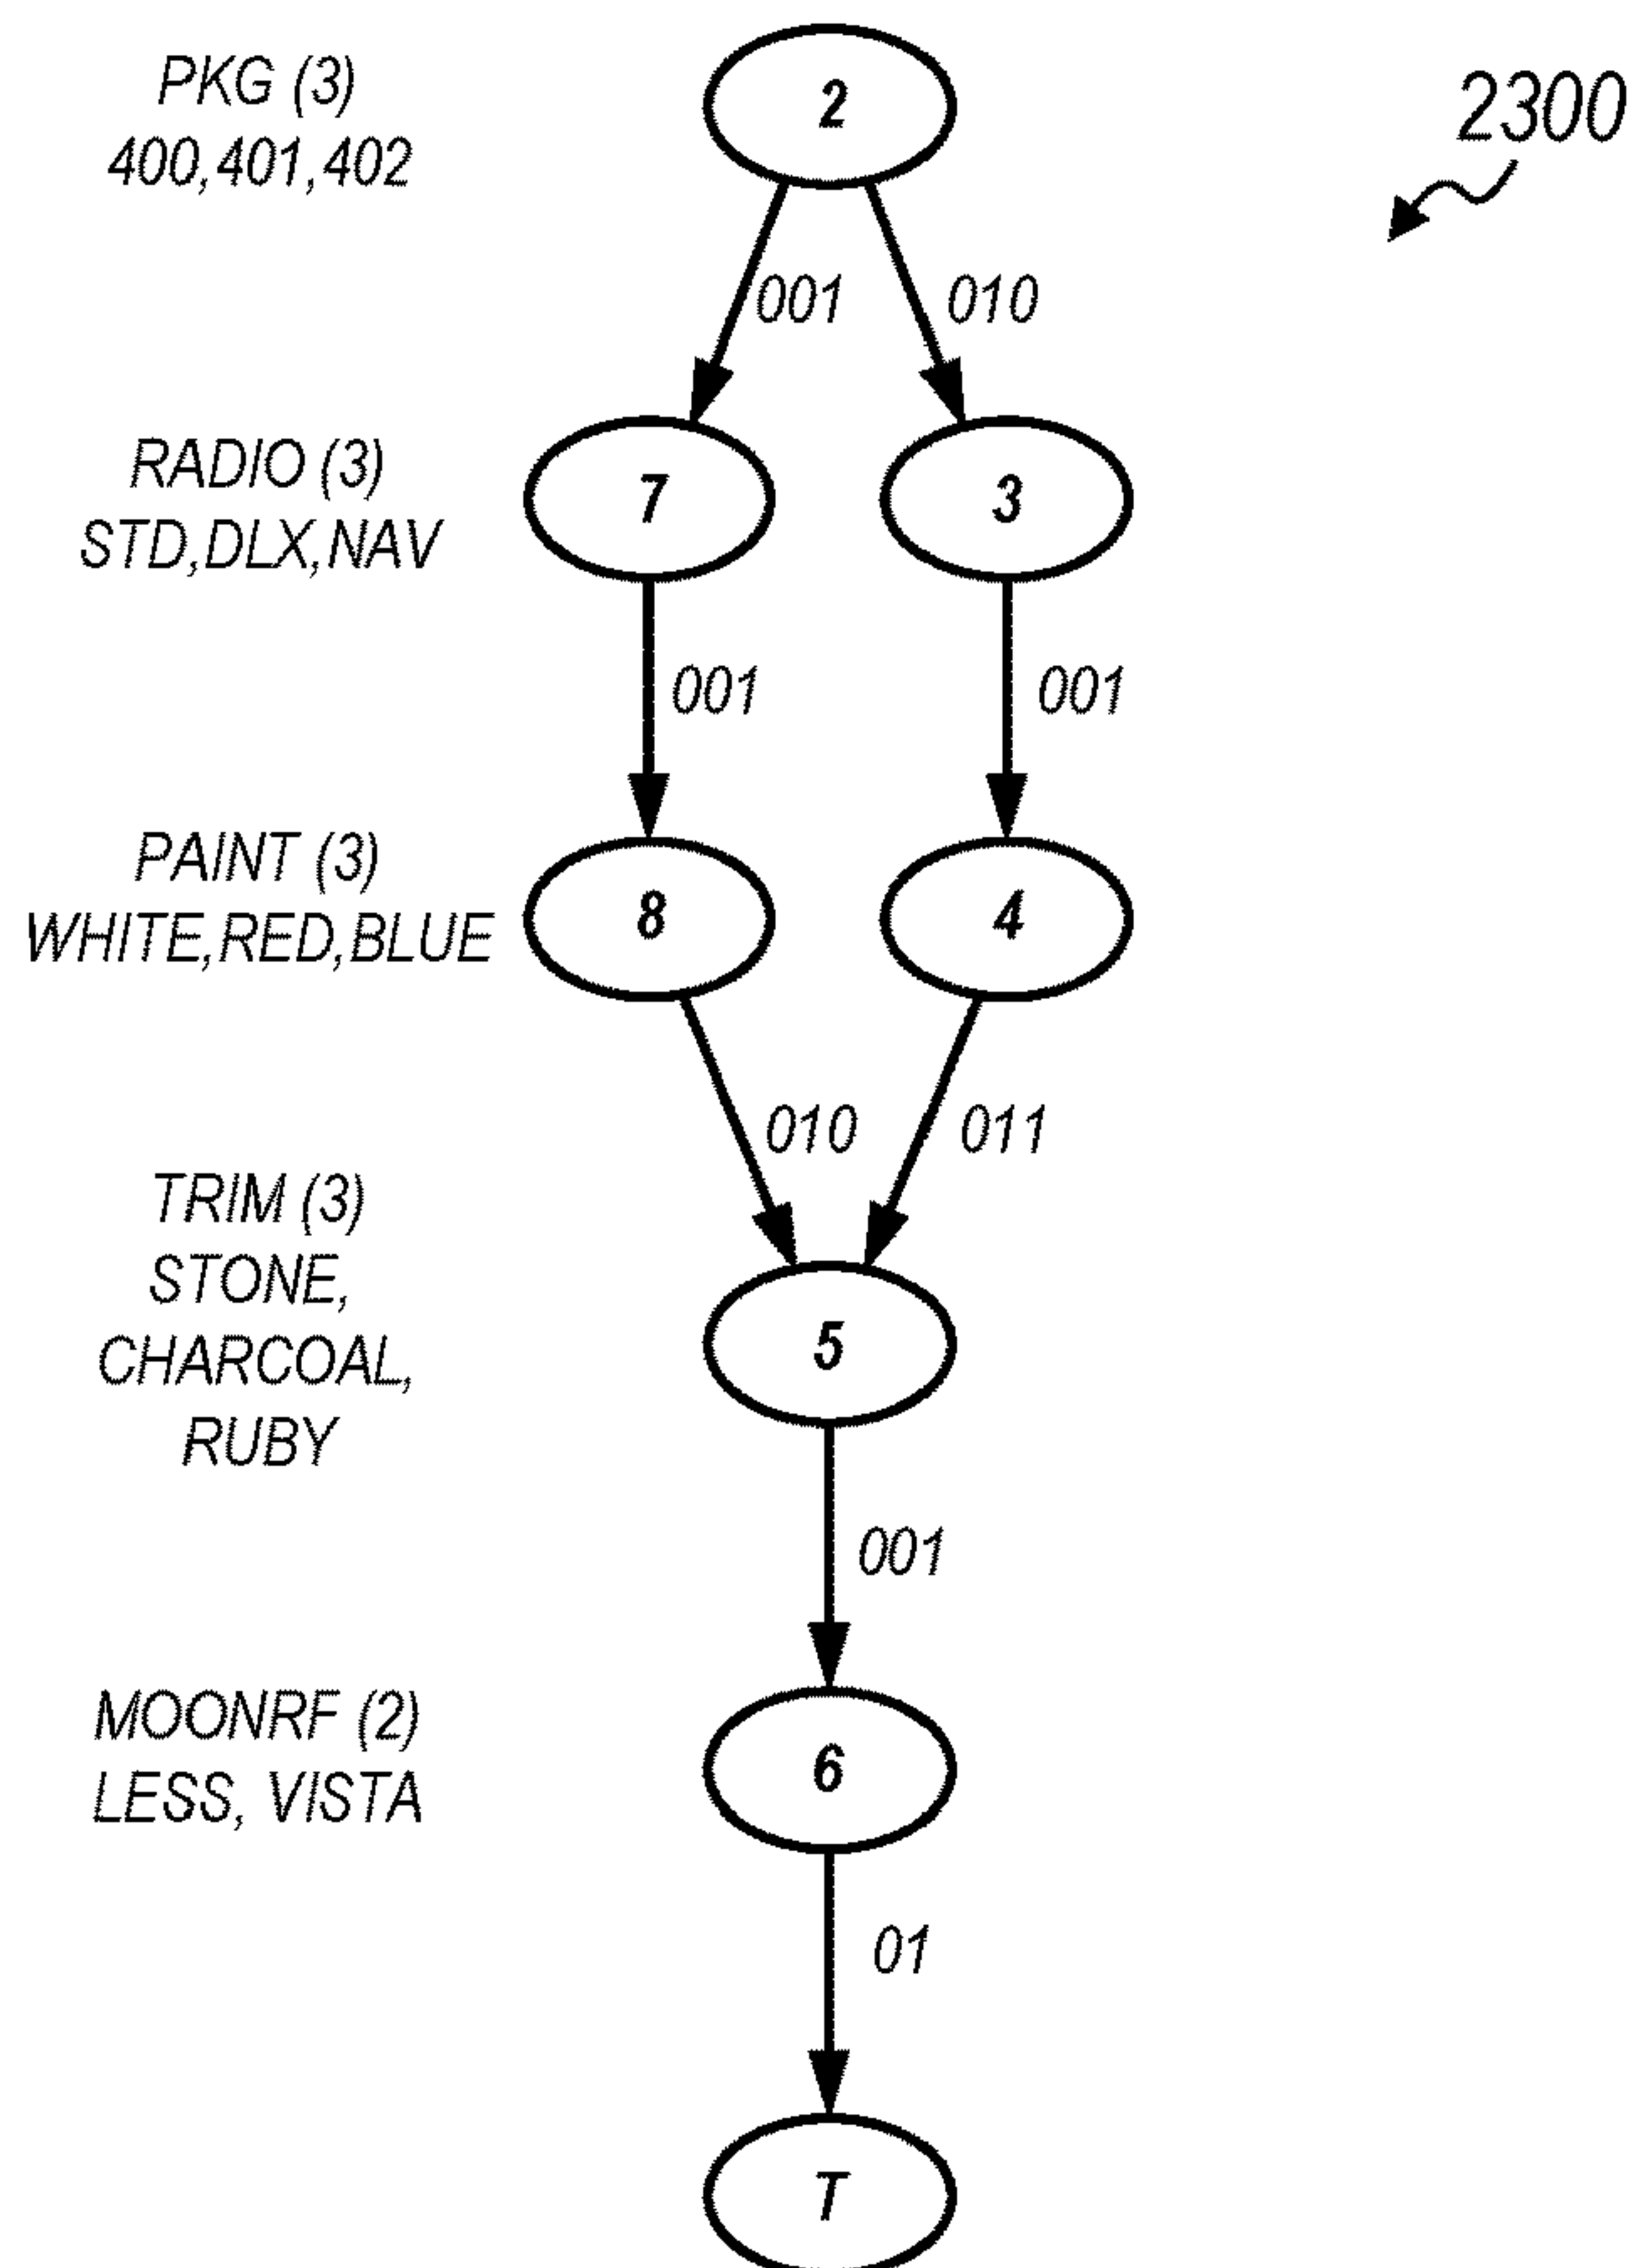 PKG (3)
400,401,402
2
2300
001
010
RADIO (3)
STD,DLX,NAV
7
3
001
001
PAINT (3)
WHITE,RED,BLUE
8
4
010
011
TRIM (3)
STONE,
CHARCOAL,
RUBY
5
001
MOONRF (2)
LESS, VISTA
6
01
T